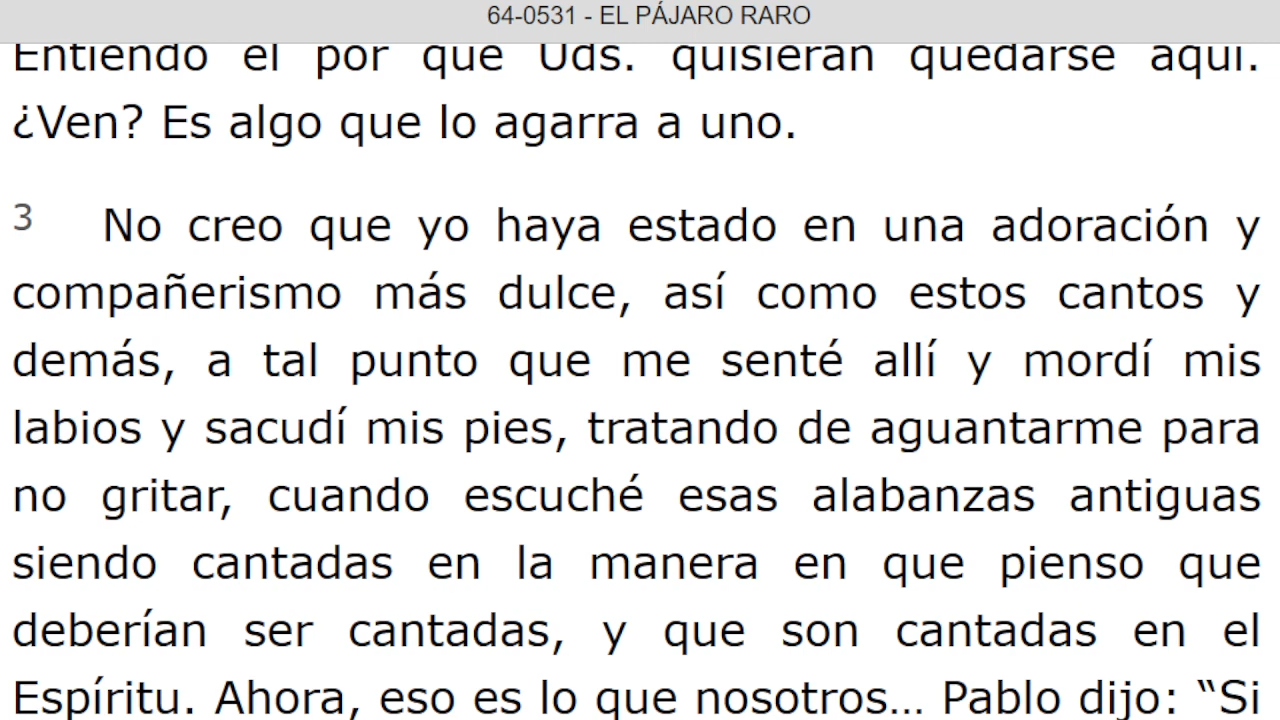 64-0531 - EL PÁJARO RARO
Entiendo el por que Uds. quisieran quedarse aquí.
¿Ven? Es algo que lo agarra a uno.
3 No creo que yo haya estado en una adoración y
compañerismo más dulce, así como estos cantos y
demás, a tal punto que me senté allí y mordí mis
labios y sacudí mis pies, tratando de aguantarme para
no gritar, cuando escuché esas alabanzas antiguas
siendo cantadas en la manera en que pienso que
deberían ser cantadas, y que son cantadas en el
Espíritu. Ahora, eso es lo que nosotros... Pablo dijo: “Si